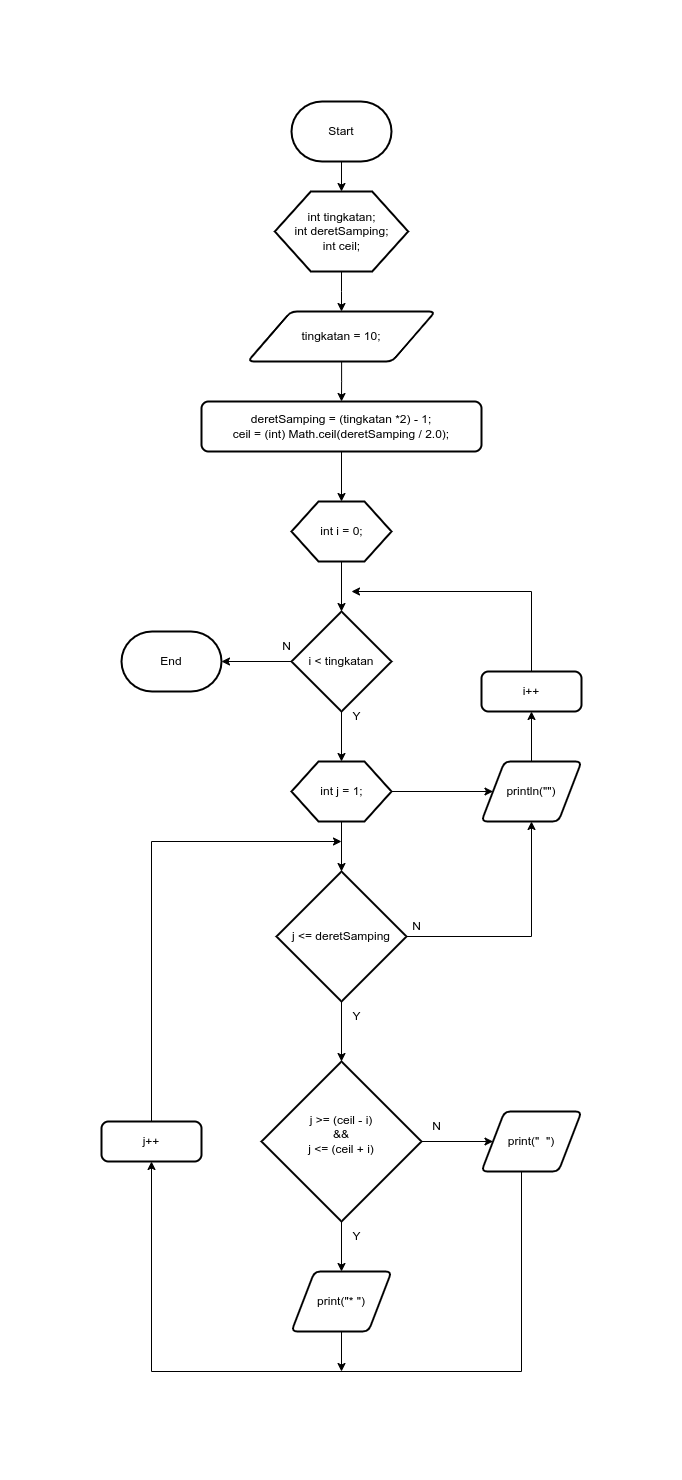 Start
int tingkatan;
int deretSamping;
int ceil;
tingkatan = 10;
deretSamping = (tingkatan *2) - 1;
ceil = (int) Math.ceil(deretSamping / 2.0);
int i = 0;
End
N
i < tingkatan
Y
i++
int j = 1;
println("")
j <= deretSamping
N
Y
j++
j >= (ceil - i)
&&
j <= (ceil + i)
N
print("  ")
Y
print("* ")